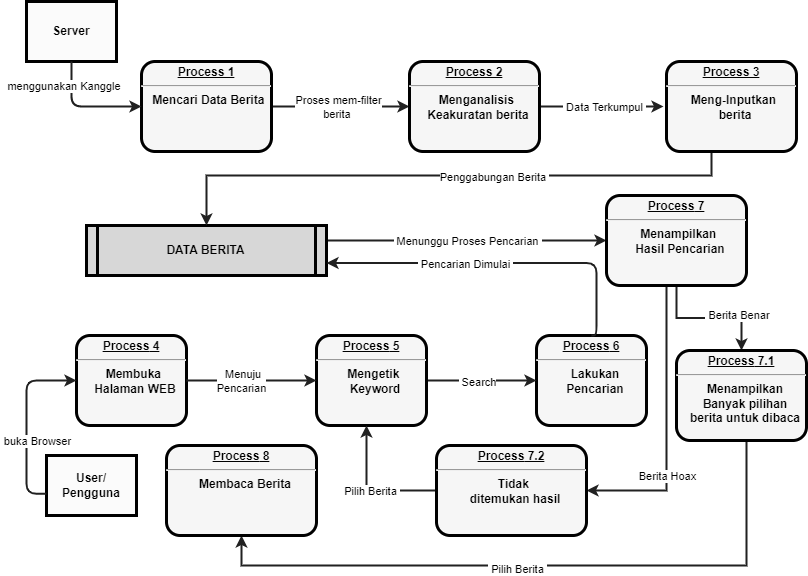 Server
menggunakan Kanggle
Process 1
Mencari Data Berita
Proses mem-filter
berita
Process 2
Menganalisis
Keakuratan berita
Data Terkumpul
Process 3
Meng-Inputkan
berita
Penggabungan Berita
DATA BERITA
Menunggu Proses Pencarian
Pencarian Dimulai
Process 7
Menampilkan
Hasil Pencarian
Berita Benar
Process 4
Membuka
Halaman WEB
Menuju
Pencarian
Process 5
Mengetik
Keyword
Search
Process 6
Lakukan
Pencarian
Process 7.1
Menampilkan
Banyak pilihan
berita untuk dibaca
buka Browser
User/
Pengguna
Process 8
Membaca Berita
Pilih Berita
Process 7.2
Tidak
ditemukan hasil
Berita Hoax
Pilih Berita